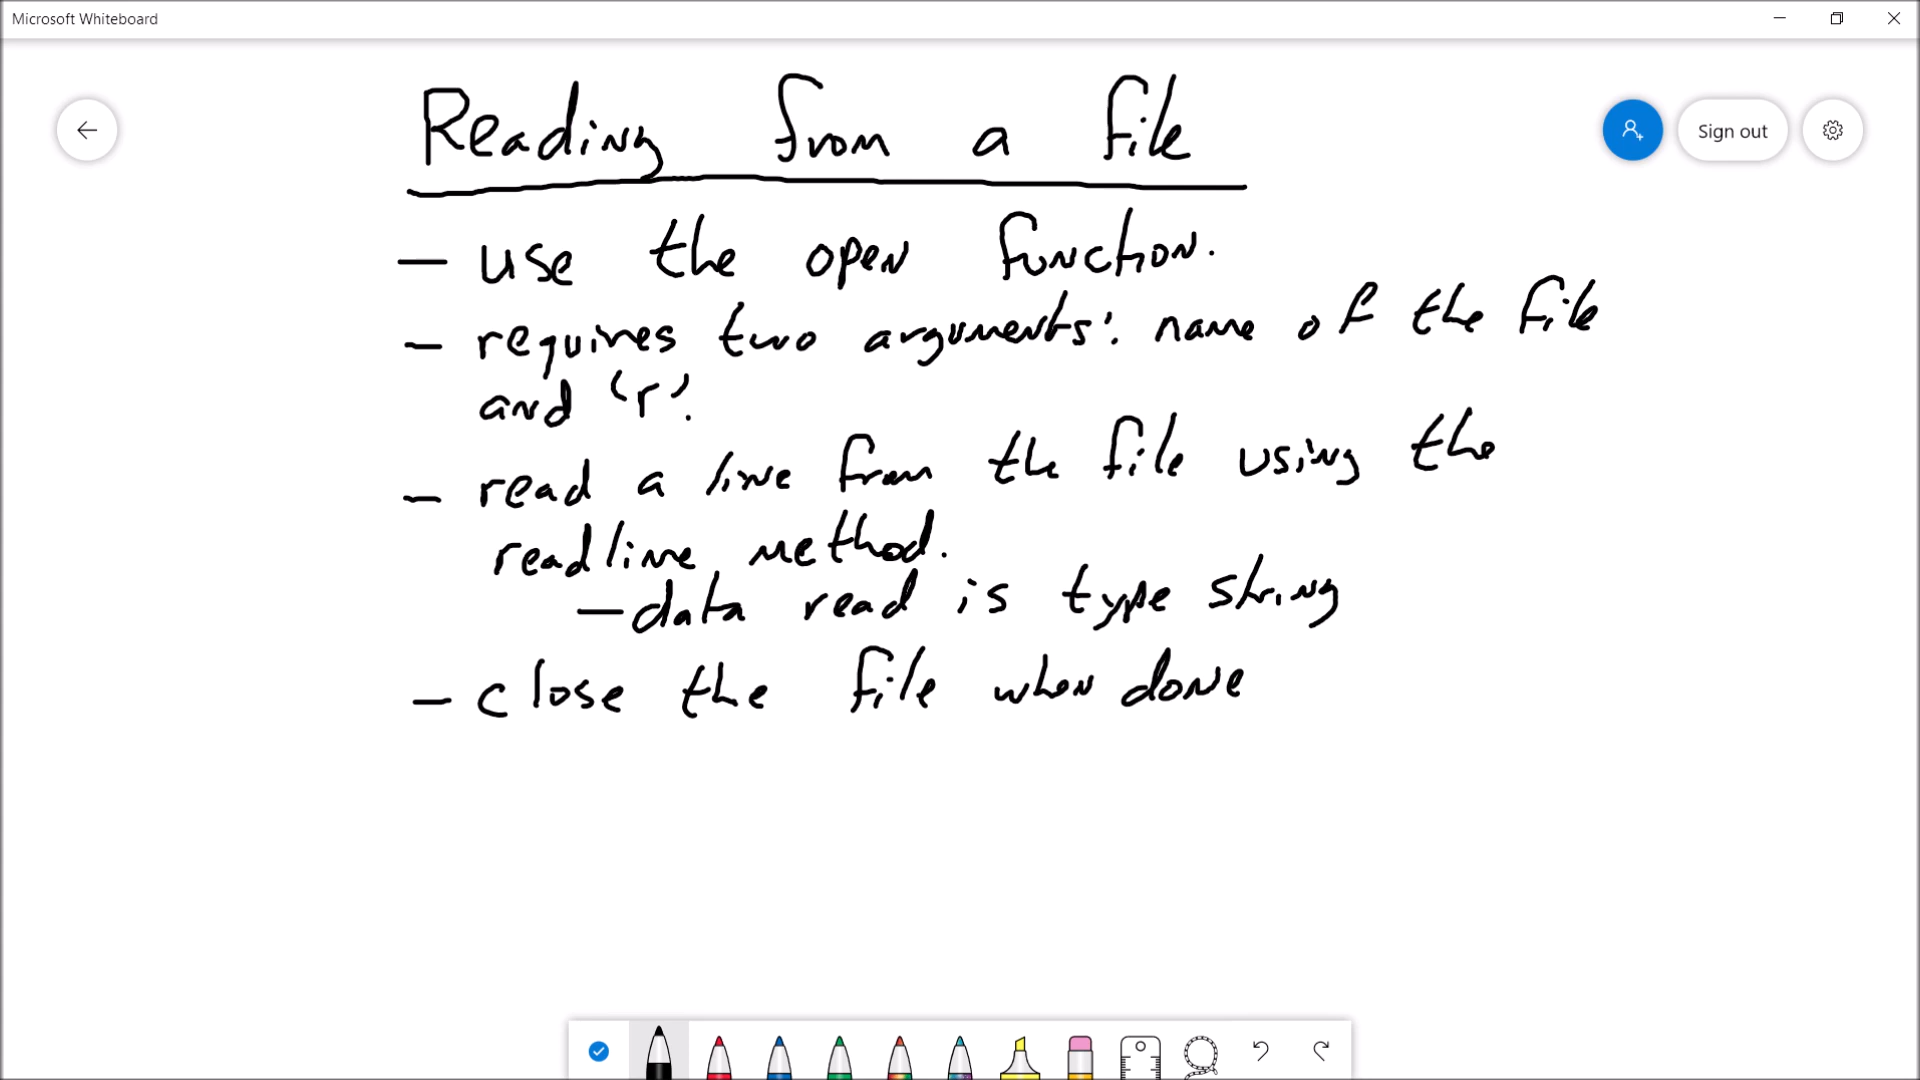 Microsoft Whiteboard
Sign out
Reading from a file
- use the open function.
- requires two arguments: name of the file
and 'r'.
- read a line from the file using the
readline method.
- data read is type string
- close the file when done